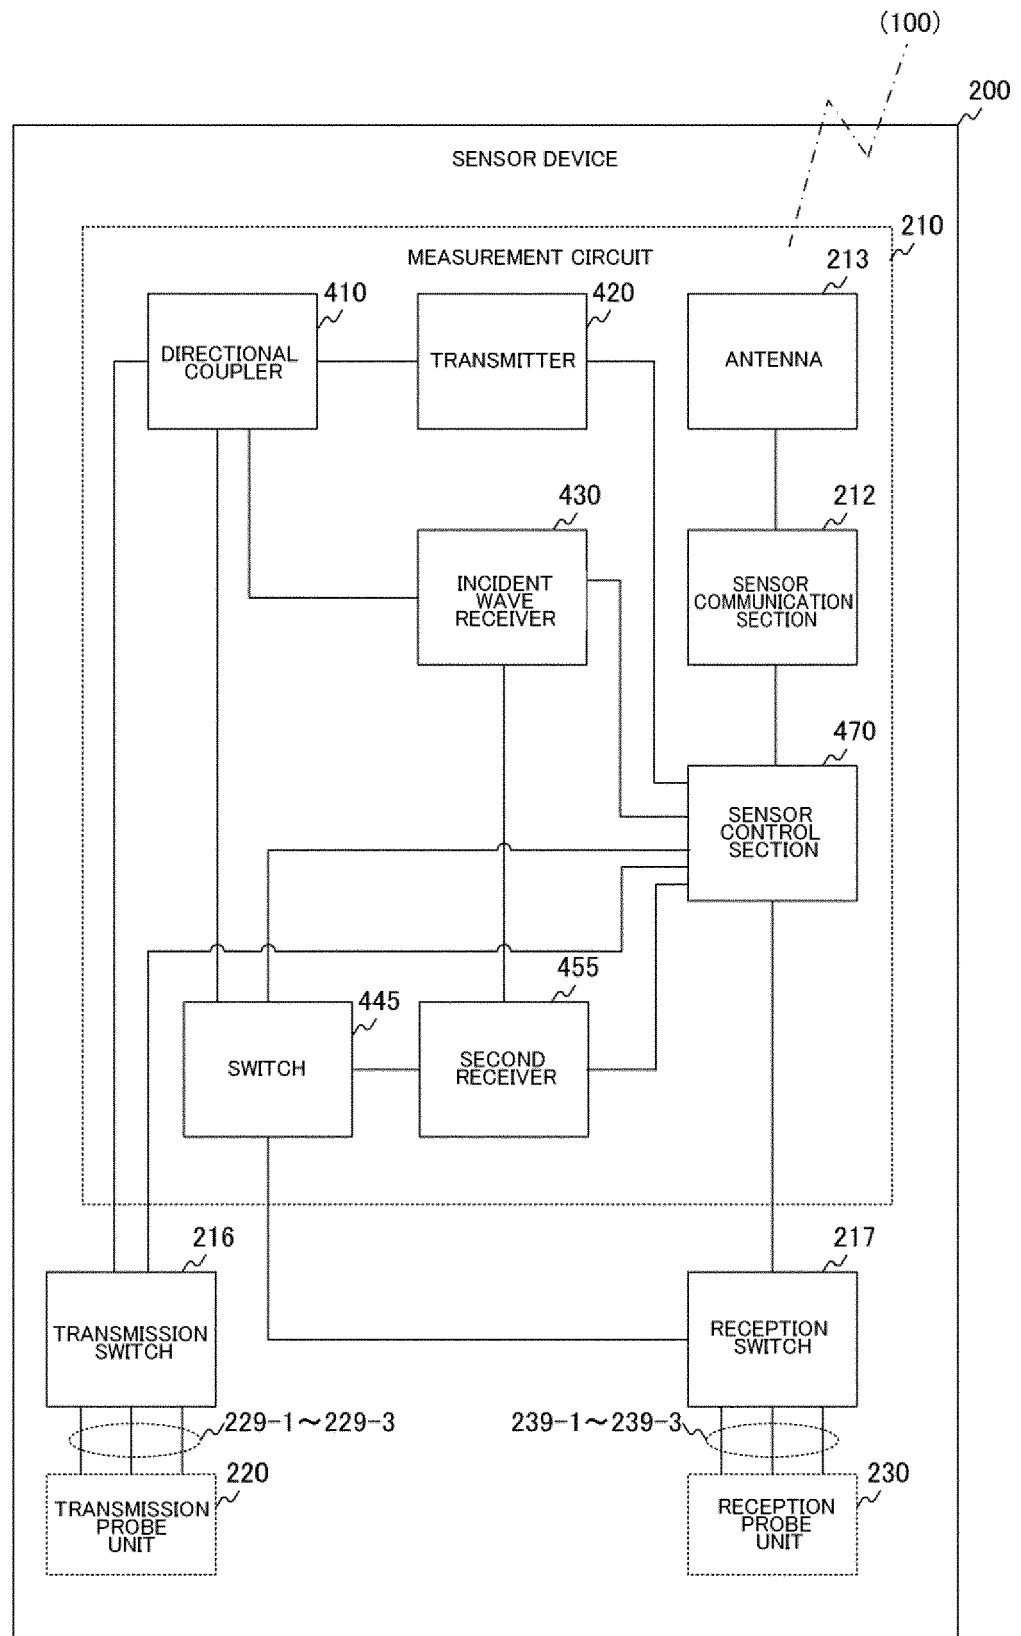 (100)
200
SENSOR DEVICE
210
MEASUREMENT CIRCUIT
213
410
420
DIRECTIONAL
COUPLER
TRANSMITTER
ANTENNA
430
212
INCIDENT
WAVE
RECEIVER
SENSOR
COMMUNICATION
SECTION
470
SENSOR
CONTROL
SECTION
445
455
SWITCH
SECOND
RECEIVER
216
217
TRANSMISSION
SWITCH
RECEPTION
SWITCH
229-1～229-3
239-1～239-3
220
230
TRANSMISSION
PROBE
UNIT
RECEPTION
PROBE
UNIT